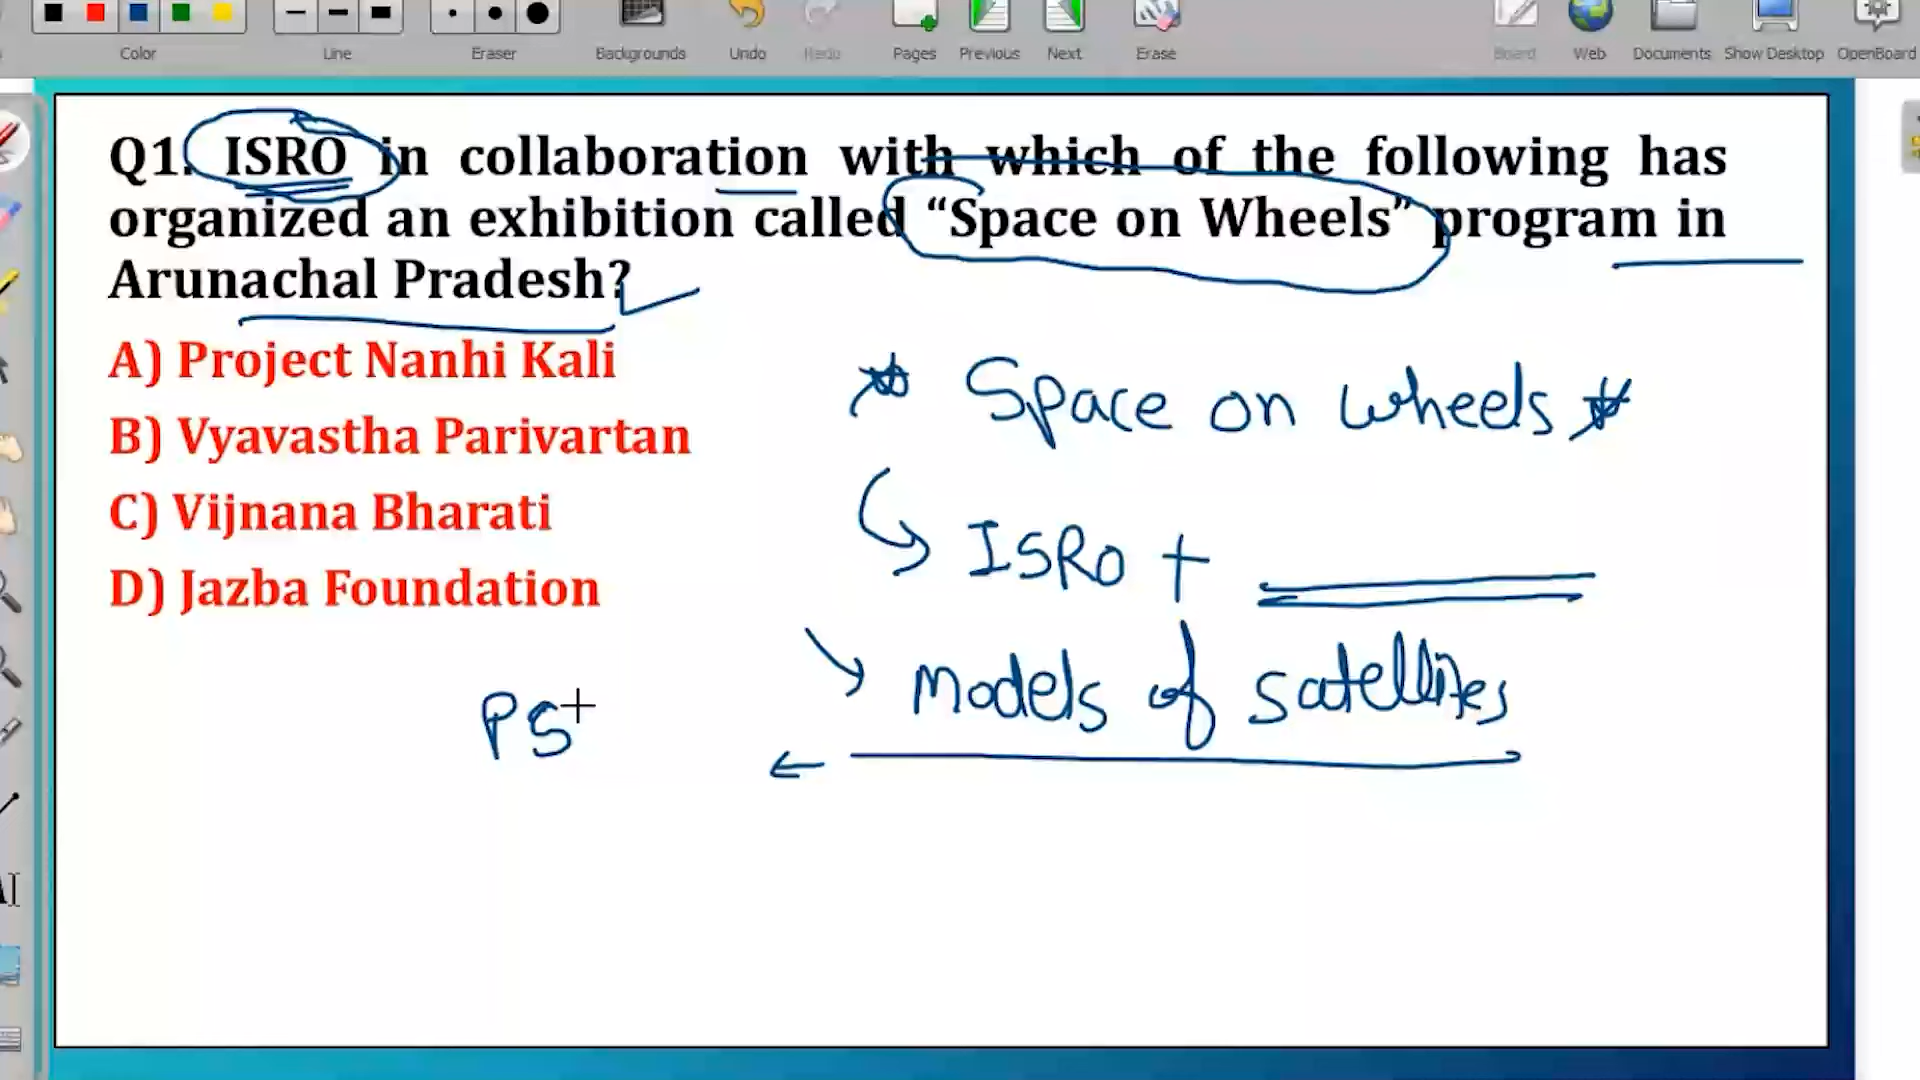 Color Line Eraser Backgrounds Undo Redo Pages Previous Next Erase Board Web Documents Show Desktop OpenBoard
Q1. ISRO in collaboration with which of the following has
organized an exhibition called “Space on Wheels” program in
Arunachal Pradesh?
A) Project Nanhi Kali
B) Vyavastha Parivartan
C) Vijnana Bharati
D) Jazba Foundation
Space on wheels
ISRO +
Models of satellites
PS